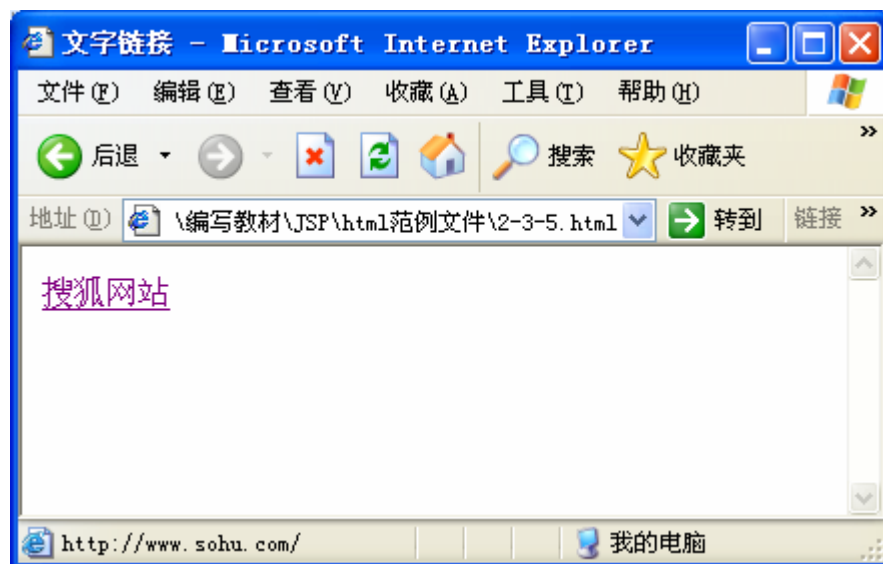 文字链接 - Microsoft Internet Explorer
文件(F) 编辑(E) 查看(V) 收藏(A) 工具(T) 帮助(H)
后退 搜索 收藏夹 »
地址(D) \编写教材\JSP\html范例文件\2-3-5.html 转到 链接 »
搜狐网站
http://www.sohu.com/ 我的电脑